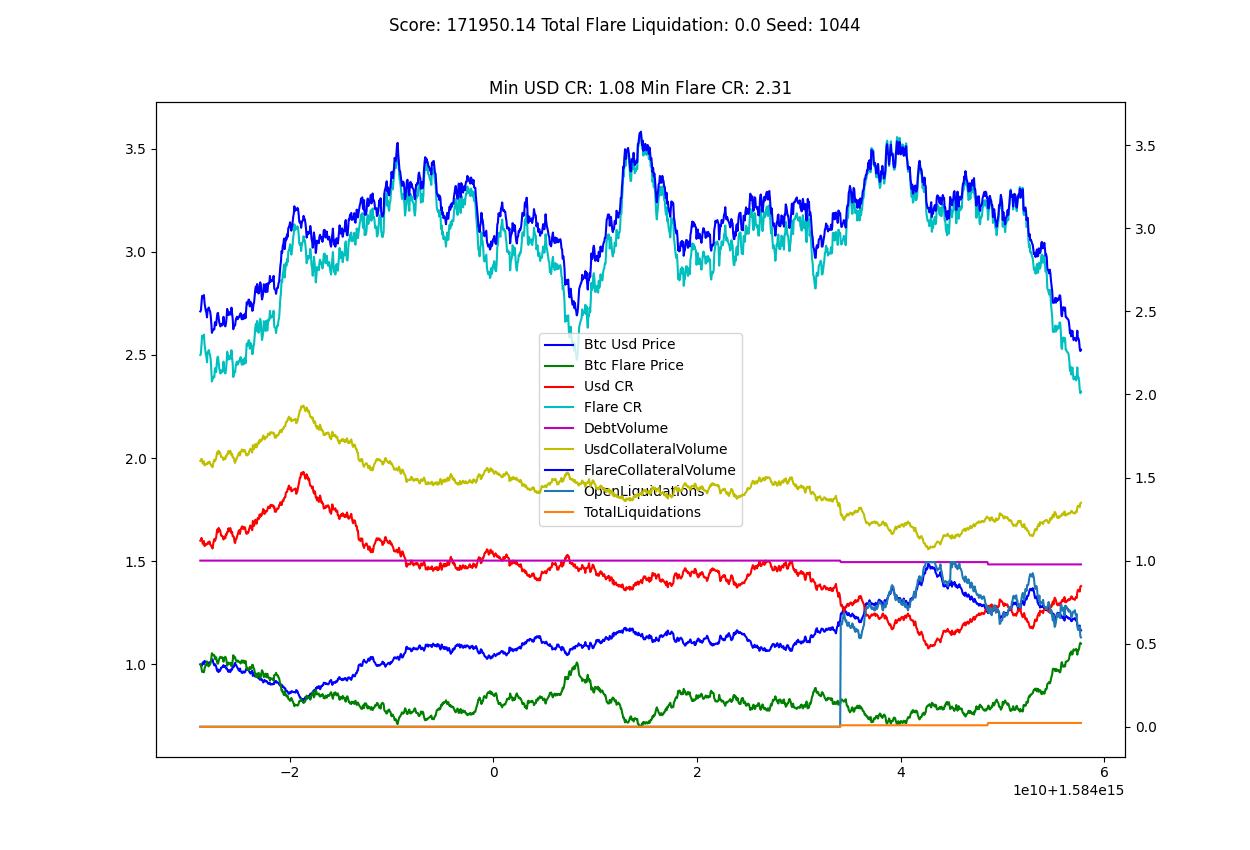 Score: 171950.14 Total Flare Liquidation: 0.0 Seed: 1044
Min USD CR: 1.08 Min Flare CR: 2.31
3.5
3.0
2.5
2.0
1.5
1.0
Btc Usd Price
Btc Flare Price
Usd CR
Flare CR
DebtVolume
UsdCollateralVolume
FlareCollateralVolume
OpenLiquidations
TotalLiquidations
3.5
3.0
2.5
2.0
1.5
1.0
0.5
0.0
−2 0 2 4 6
1e10+1.584e15